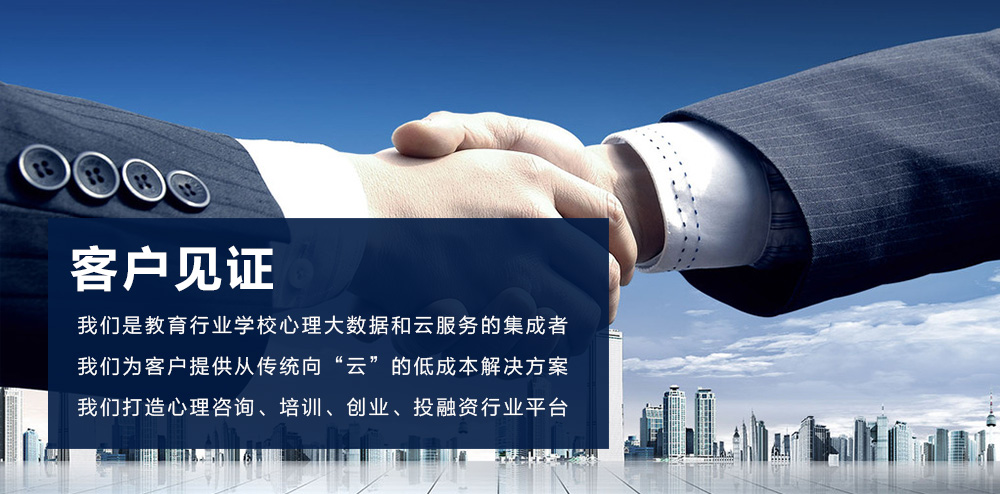 客户见证
我们是教育行业学校心理大数据和云服务的集成者
我们为客户提供从传统向“云”的低成本解决方案
我们打造心理咨询、培训、创业、投融资行业平台